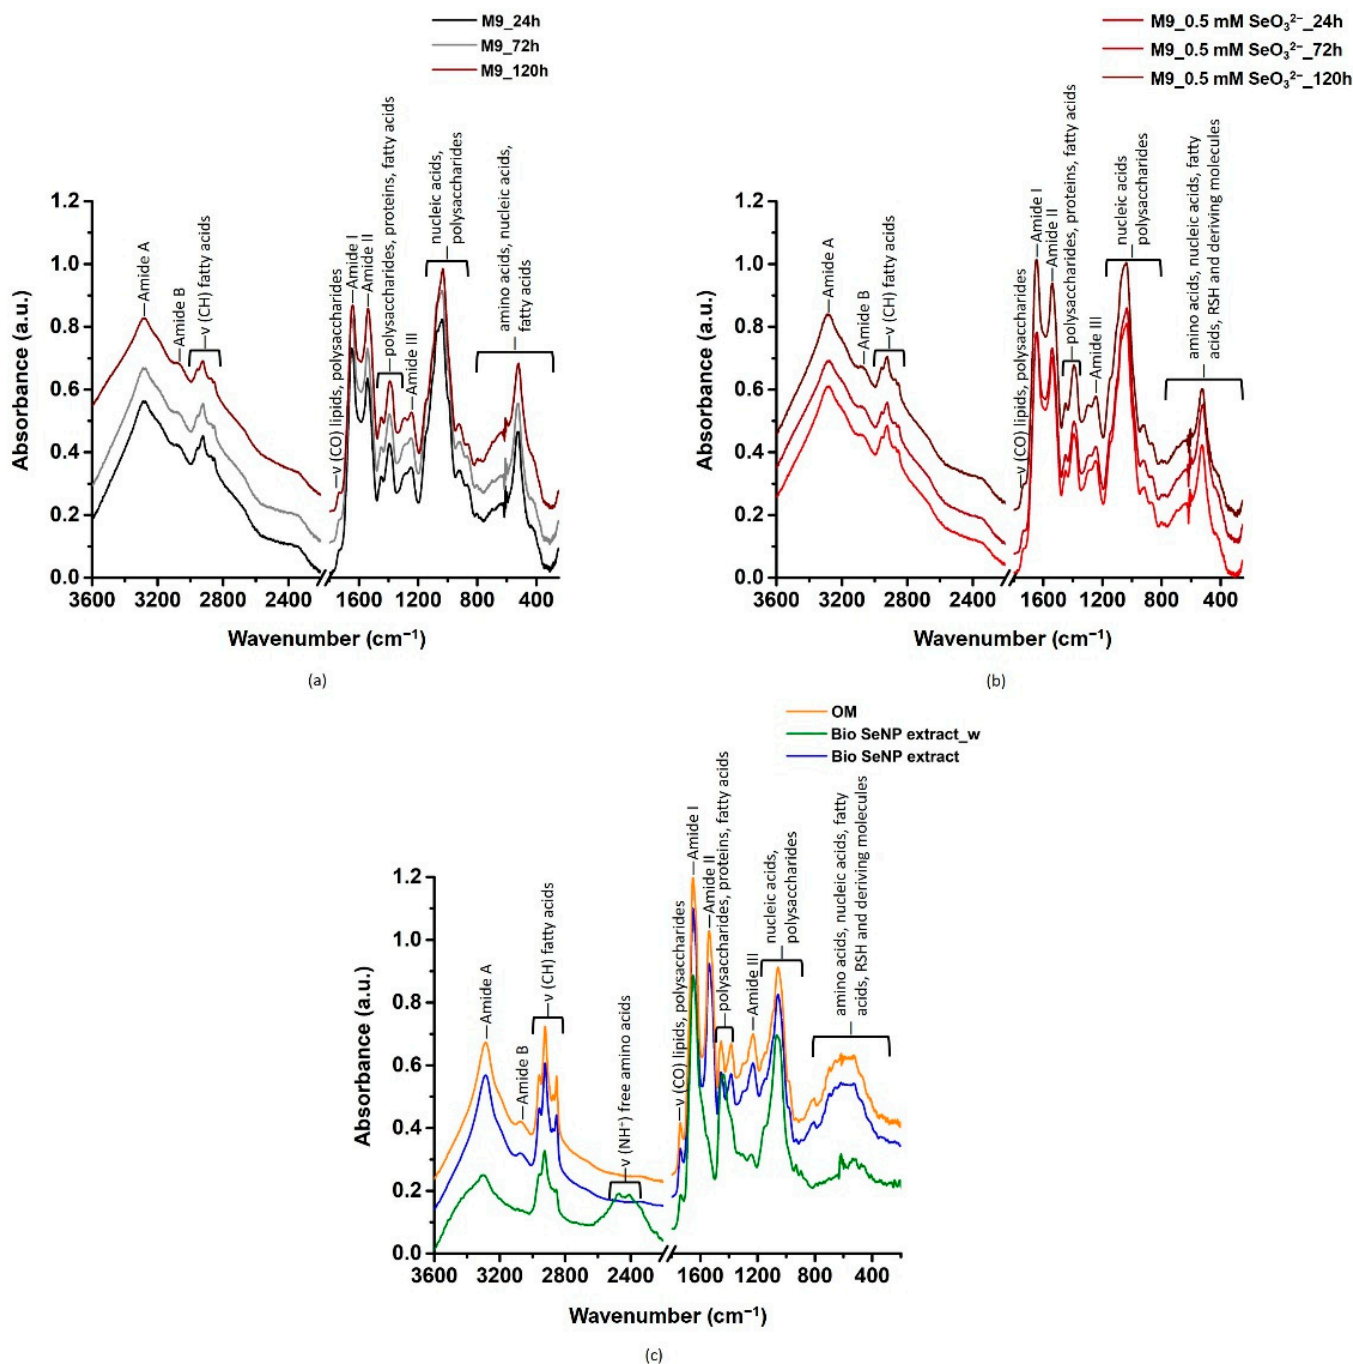 M9_24h
M9_72h
M9_120h
Amide A
Amide B
ν (CH) fatty acids
ν (CO) lipids, polysaccharides
Amide I
Amide II
polysaccharides, proteins, fatty acids
Amide III
nucleic acids,
polysaccharides
amino acids, nucleic acids,
fatty acids
Absorbance (a.u.)
1.2
1.0
0.8
0.6
0.4
0.2
0.0
3600 3200 2800 1600 1200 800 400
Wavenumber (cm⁻¹)
(a)
M9_0.5 mM SeO₃²⁻_24h
M9_0.5 mM SeO₃²⁻_72h
M9_0.5 mM SeO₃²⁻_120h
Amide A
Amide B
ν (CH) fatty acids
ν (CO) lipids, polysaccharides
Amide I
Amide II
polysaccharides, proteins, fatty acids
Amide III
nucleic acids
polysaccharides
amino acids, nucleic acids, fatty
acids, RSH and deriving molecules
Absorbance (a.u.)
1.2
1.0
0.8
0.6
0.4
0.2
0.0
3600 3200 2800 2400 1600 1200 800 400
Wavenumber (cm⁻¹)
(b)
OM
Bio SeNP extract_w
Bio SeNP extract
Amide A
Amide B
ν (CH) fatty acids
ν (NH⁺) free amino acids
ν (CO) lipids, polysaccharides
Amide I
Amide II
polysaccharides, proteins, fatty acids
Amide III
nucleic acids,
polysaccharides
amino acids, nucleic acids, fatty
acids, RSH and deriving molecules
Absorbance (a.u.)
1.2
1.0
0.8
0.6
0.4
0.2
0.0
3600 3200 2800 2400 1600 1200 800 400
Wavenumber (cm⁻¹)
(c)